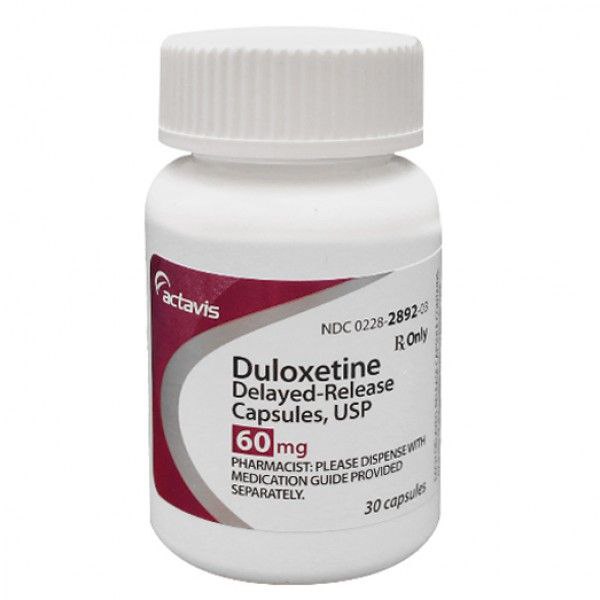 actavis
NDC 0228-2892-03
Rx Only
Duloxetine
Delayed-Release
Capsules, USP
60 mg
PHARMACIST: PLEASE DISPENSE WITH
MEDICATION GUIDE PROVIDED
SEPARATELY.
30 capsules